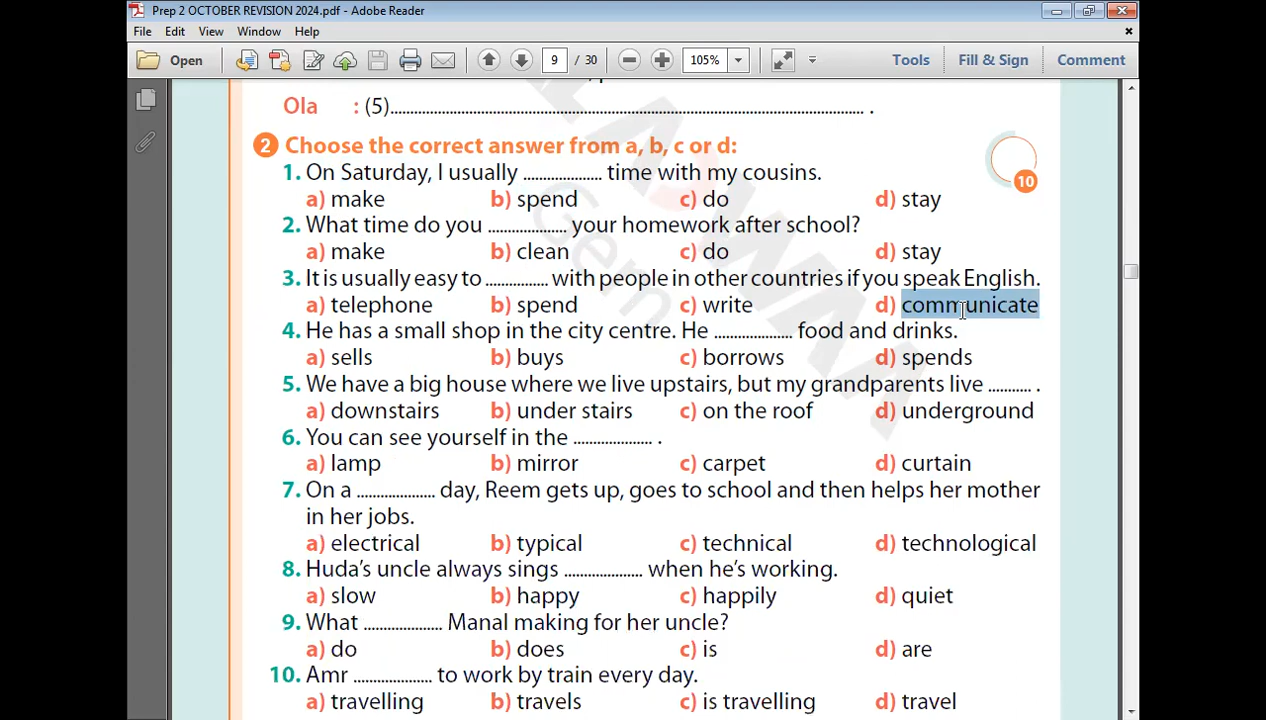 Prep 2 OCTOBER REVISION 2024.pdf - Adobe Reader
File Edit View Window Help
Open 9 / 30 105% Tools Fill & Sign Comment
Ola : (5)...................................................................................................... .
2 Choose the correct answer from a, b, c or d:
10
1. On Saturday, I usually .................... time with my cousins.
a) make b) spend c) do d) stay
2. What time do you .................... your homework after school?
a) make b) clean c) do d) stay
3. It is usually easy to ................ with people in other countries if you speak English.
a) telephone b) spend c) write d) communicate
4. He has a small shop in the city centre. He .................... food and drinks.
a) sells b) buys c) borrows d) spends
5. We have a big house where we live upstairs, but my grandparents live ........... .
a) downstairs b) under stairs c) on the roof d) underground
6. You can see yourself in the .................... .
a) lamp b) mirror c) carpet d) curtain
7. On a .................... day, Reem gets up, goes to school and then helps her mother
in her jobs.
a) electrical b) typical c) technical d) technological
8. Huda's uncle always sings .................... when he's working.
a) slow b) happy c) happily d) quiet
9. What .................... Manal making for her uncle?
a) do b) does c) is d) are
10. Amr .................... to work by train every day.
a) travelling b) travels c) is travelling d) travel